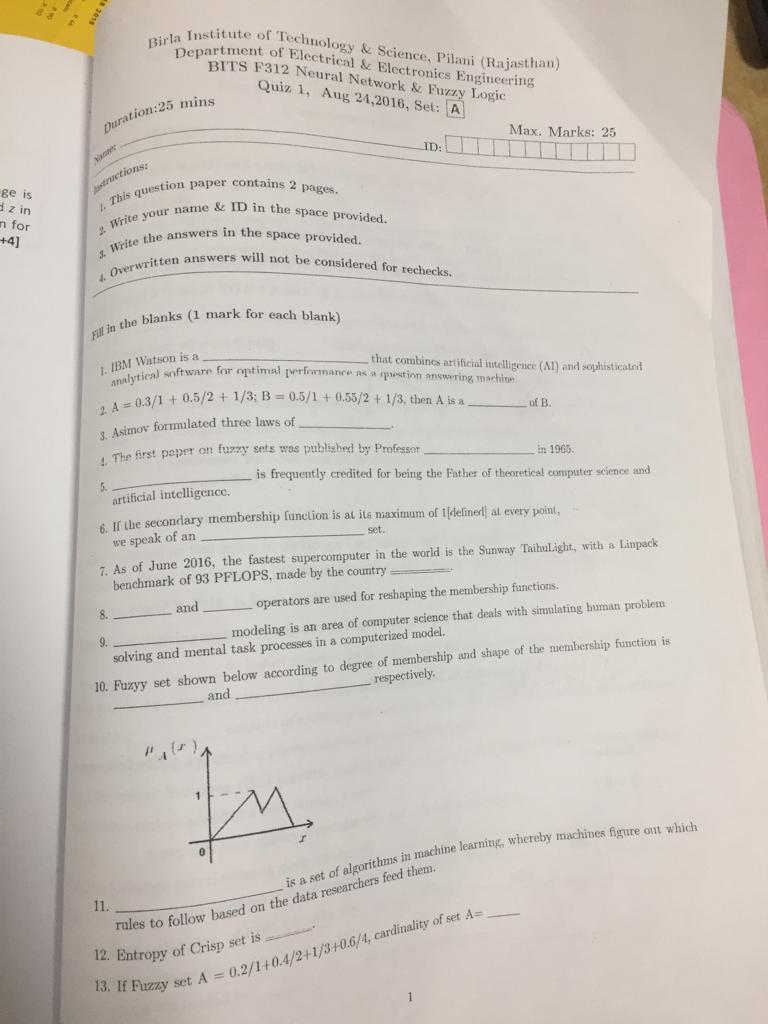 Birla Institute of Technology & Science, Pilani (Rajasthan)
Department of Electrical & Electronics Engineering
BITS F312 Neural Network & Fuzzy Logic
Quiz 1, Aug 24,2016, Set: A
Duration:25 mins
Max. Marks: 25
Name:
ID:
Instructions:
1. This question paper contains 2 pages.
2. Write your name & ID in the space provided.
3. Write the answers in the space provided.
4. Overwritten answers will not be considered for rechecks.
Fill in the blanks (1 mark for each blank)
1. IBM Watson is a ____________ that combines artificial intelligence (AI) and sophisticated
analytical software for optimal performance as a question answering machine
2. A = 0.3/1 + 0.5/2 + 1/3; B = 0.5/1 + 0.55/2 + 1/3, then A is a ______ of B.
3. Asimov formulated three laws of ________.
4. The first paper on fuzzy sets was published by Professor ________ in 1965.
5. ____________ is frequently credited for being the Father of theoretical computer science and
artificial intelligence.
6. If the secondary membership function is at its maximum of 1[defined] at every point,
we speak of an ____________ set.
7. As of June 2016, the fastest supercomputer in the world is the Sunway TaihuLight, with a Linpack
benchmark of 93 PFLOPS, made by the country ______.
8. ______ and ______ operators are used for reshaping the membership functions.
9. ____________ modeling is an area of computer science that deals with simulating human problem
solving and mental task processes in a computerized model.
10. Fuzyy set shown below according to degree of membership and shape of the membership function is
________ and ____________ respectively.
μ A (x)
1
0
x
11. ____________ is a set of algorithms in machine learning, whereby machines figure out which
rules to follow based on the data researchers feed them.
12. Entropy of Crisp set is ______.
13. If Fuzzy set A = 0.2/1+0.4/2+1/3+0.6/4, cardinality of set A= ____
1
ge is
d z in
n for
+4]
2018